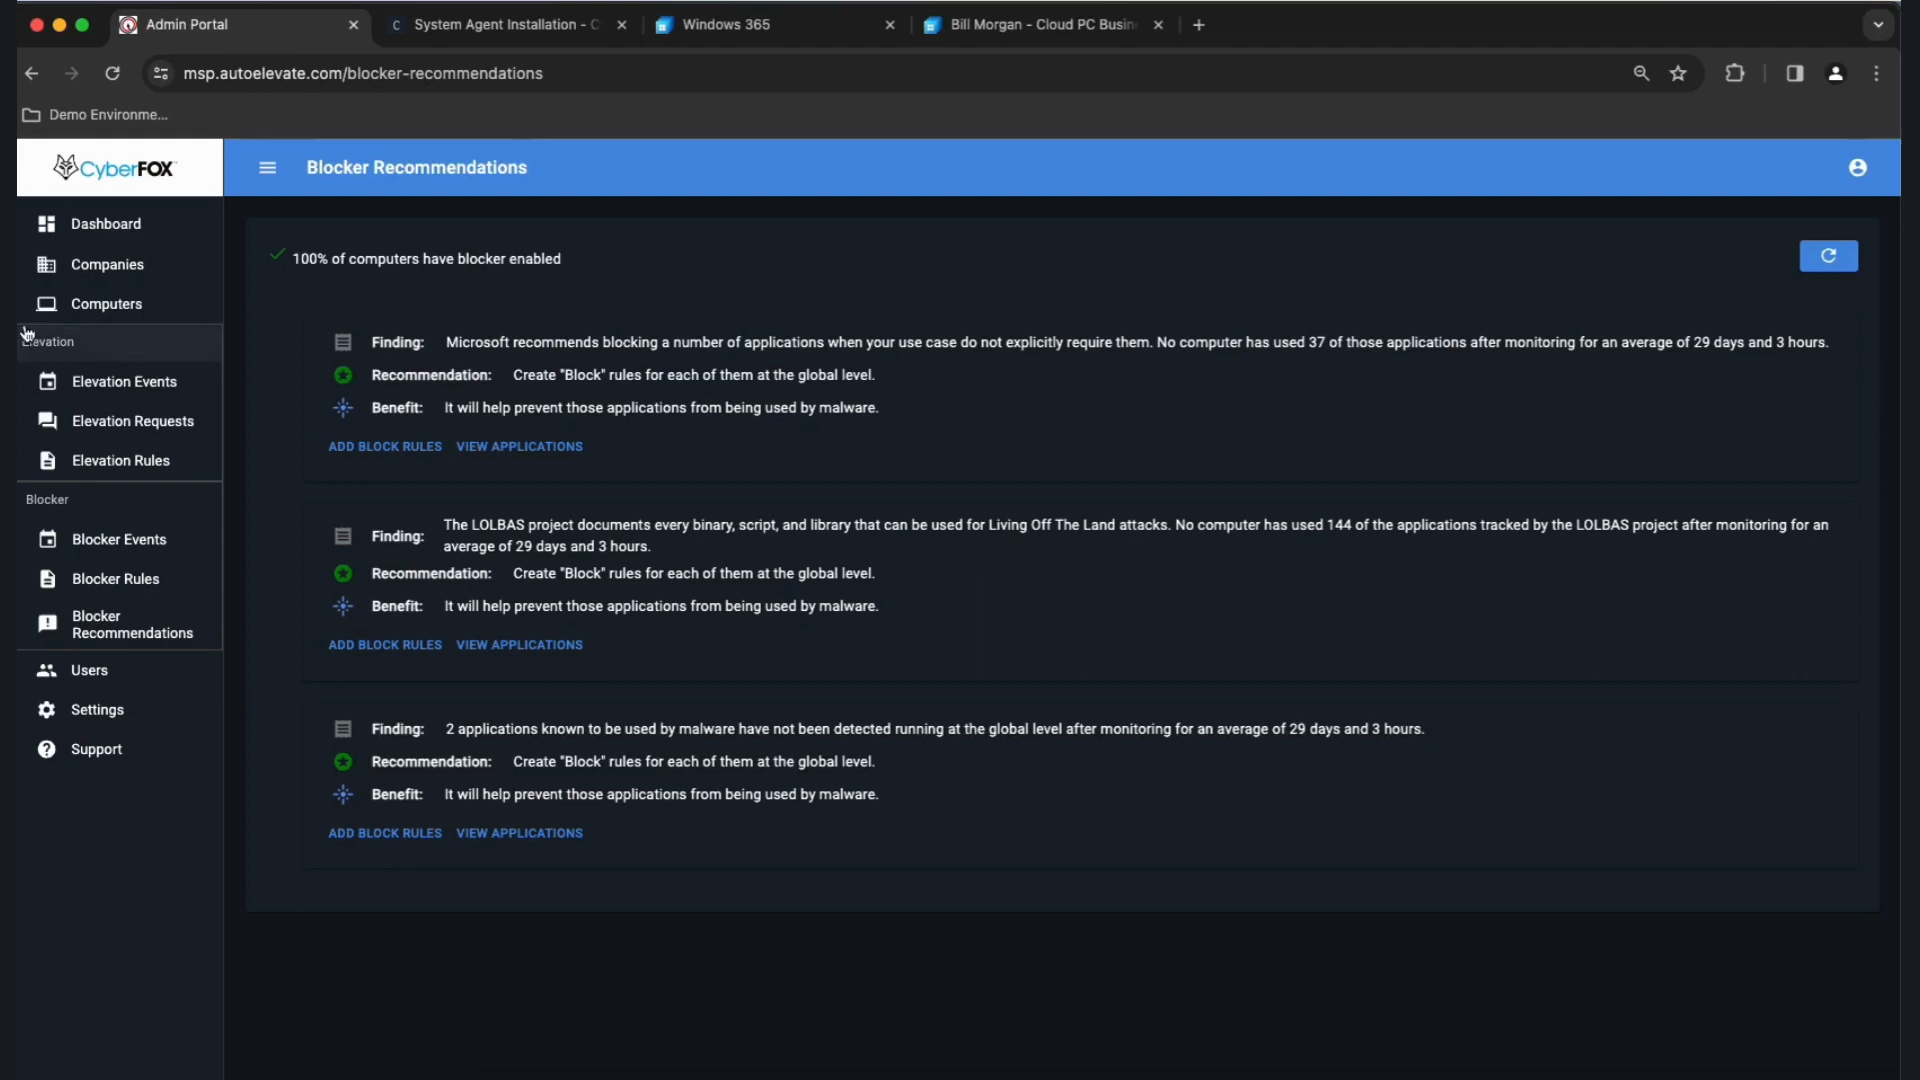 Admin Portal
System Agent Installation - C
Windows 365
Bill Morgan - Cloud PC Busin
msp.autoelevate.com/blocker-recommendations
Demo Environme...
CyberFOX
Blocker Recommendations
Dashboard
Companies
Computers
Elevation
Elevation Events
Elevation Requests
Elevation Rules
Blocker
Blocker Events
Blocker Rules
Blocker
Recommendations
Users
Settings
Support
100% of computers have blocker enabled
Finding: Microsoft recommends blocking a number of applications when your use case do not explicitly require them. No computer has used 37 of those applications after monitoring for an average of 29 days and 3 hours.
Recommendation: Create "Block" rules for each of them at the global level.
Benefit: It will help prevent those applications from being used by malware.
ADD BLOCK RULES VIEW APPLICATIONS
Finding: The LOLBAS project documents every binary, script, and library that can be used for Living Off The Land attacks. No computer has used 144 of the applications tracked by the LOLBAS project after monitoring for an
average of 29 days and 3 hours.
Recommendation: Create "Block" rules for each of them at the global level.
Benefit: It will help prevent those applications from being used by malware.
ADD BLOCK RULES VIEW APPLICATIONS
Finding: 2 applications known to be used by malware have not been detected running at the global level after monitoring for an average of 29 days and 3 hours.
Recommendation: Create "Block" rules for each of them at the global level.
Benefit: It will help prevent those applications from being used by malware.
ADD BLOCK RULES VIEW APPLICATIONS